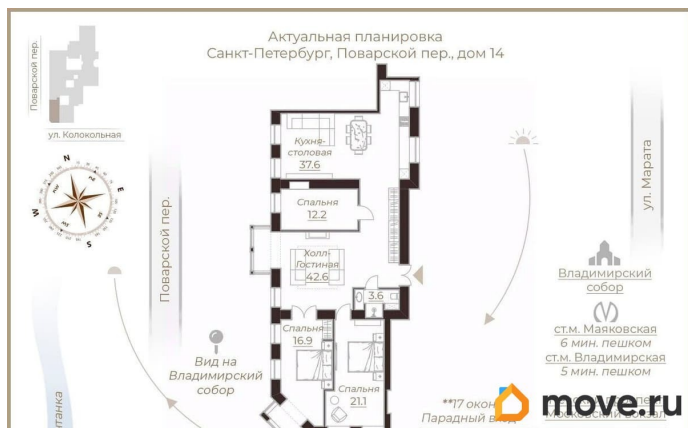 Актуальная планировка
Санкт-Петербург, Поварской пер., дом 14
Поварской пер.
ул. Колокольная
N
E
S
W
Поварской пер.
Кухня-
столовая
37.6
Спальня
12.2
Холл-
Гостиная
42.6
3.6
Спальня
16.9
Спальня
21.1
Вид на
Владимирский
собор
ул. Марата
Владимирский
собор
ст.м. Маяковская
6 мин. пешком
ст.м. Владимирская
5 мин. пешком
Московский вокзал
**17 окон
Парадный вход
move.ru